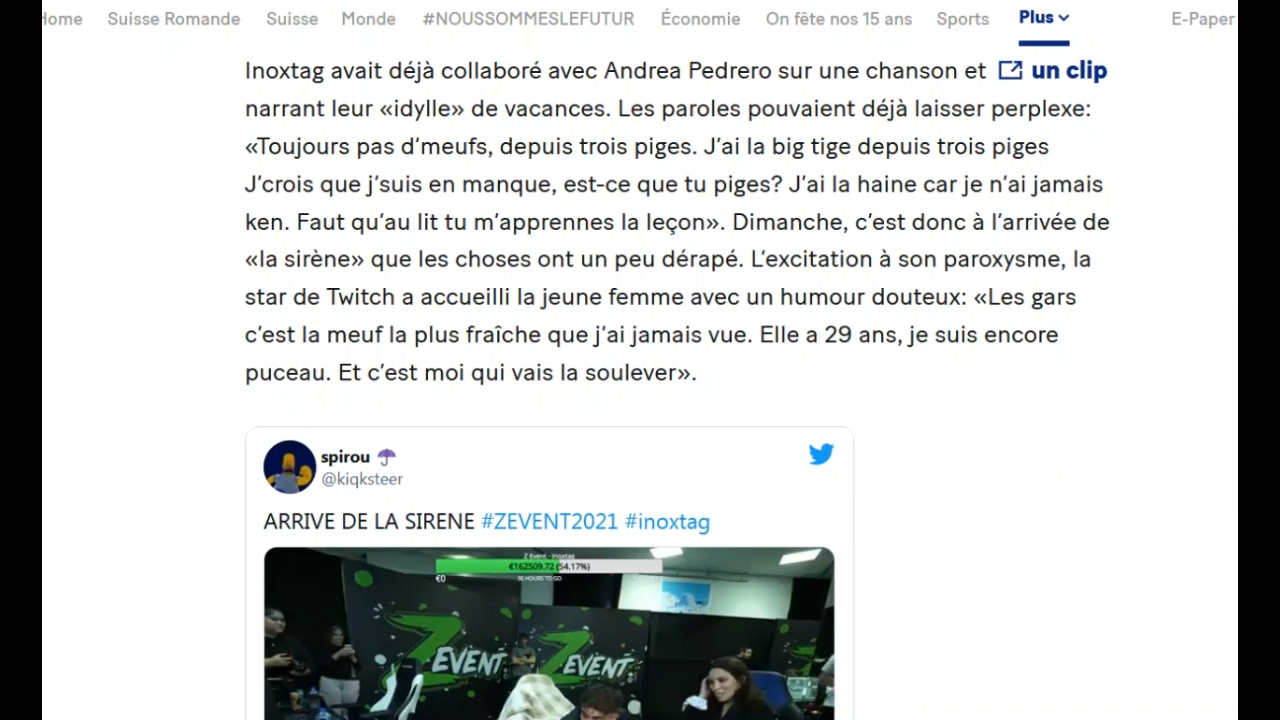 Home Suisse Romande Suisse Monde #NOUSSOMMESLEFUTUR Économie On fête nos 15 ans Sports Plus E-Paper
Inoxtag avait déjà collaboré avec Andrea Pedrero sur une chanson et un clip
narrant leur «idylle» de vacances. Les paroles pouvaient déjà laisser perplexe:
«Toujours pas d’meufs, depuis trois piges. J’ai la big tige depuis trois piges
J’crois que j’suis en manque, est-ce que tu piges? J’ai la haine car je n’ai jamais
ken. Faut qu’au lit tu m’apprennes la leçon». Dimanche, c’est donc à l’arrivée de
«la sirène» que les choses ont un peu dérapé. L’excitation à son paroxysme, la
star de Twitch a accueilli la jeune femme avec un humour douteux: «Les gars
c’est la meuf la plus fraîche que j’ai jamais vue. Elle a 29 ans, je suis encore
puceau. Et c’est moi qui vais la soulever».
spirou
@kiqksteer
ARRIVE DE LA SIRENE #ZEVENT2021 #inoxtag
Z Event - Inoxtag
€162509.72 (54.17%)
€0
HOURS TO GO
ZEVENT ZEVENT